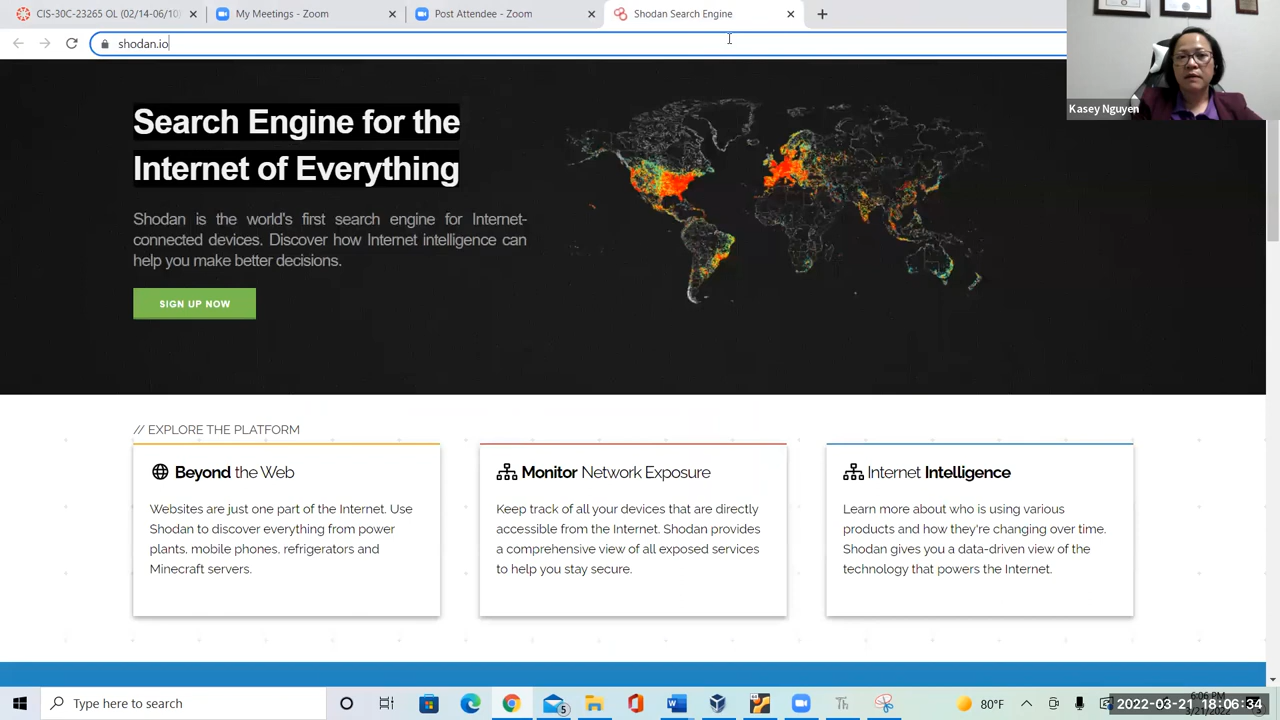 CIS-30C-23265 OL (02/14-06/10)
My Meetings - Zoom
Post Attendee - Zoom
Shodan Search Engine
shodan.io
Kasey Nguyen
Search Engine for the
Internet of Everything
Shodan is the world's first search engine for Internet-
connected devices. Discover how Internet intelligence can
help you make better decisions.
SIGN UP NOW
// EXPLORE THE PLATFORM
Beyond the Web
Websites are just one part of the Internet. Use
Shodan to discover everything from power
plants, mobile phones, refrigerators and
Minecraft servers.
Monitor Network Exposure
Keep track of all your devices that are directly
accessible from the Internet. Shodan provides
a comprehensive view of all exposed services
to help you stay secure.
Internet Intelligence
Learn more about who is using various
products and how they're changing over time.
Shodan gives you a data-driven view of the
technology that powers the Internet.
Type here to search
5
W
Th
80°F
6:06 PM
2022-03-21 18:06:34